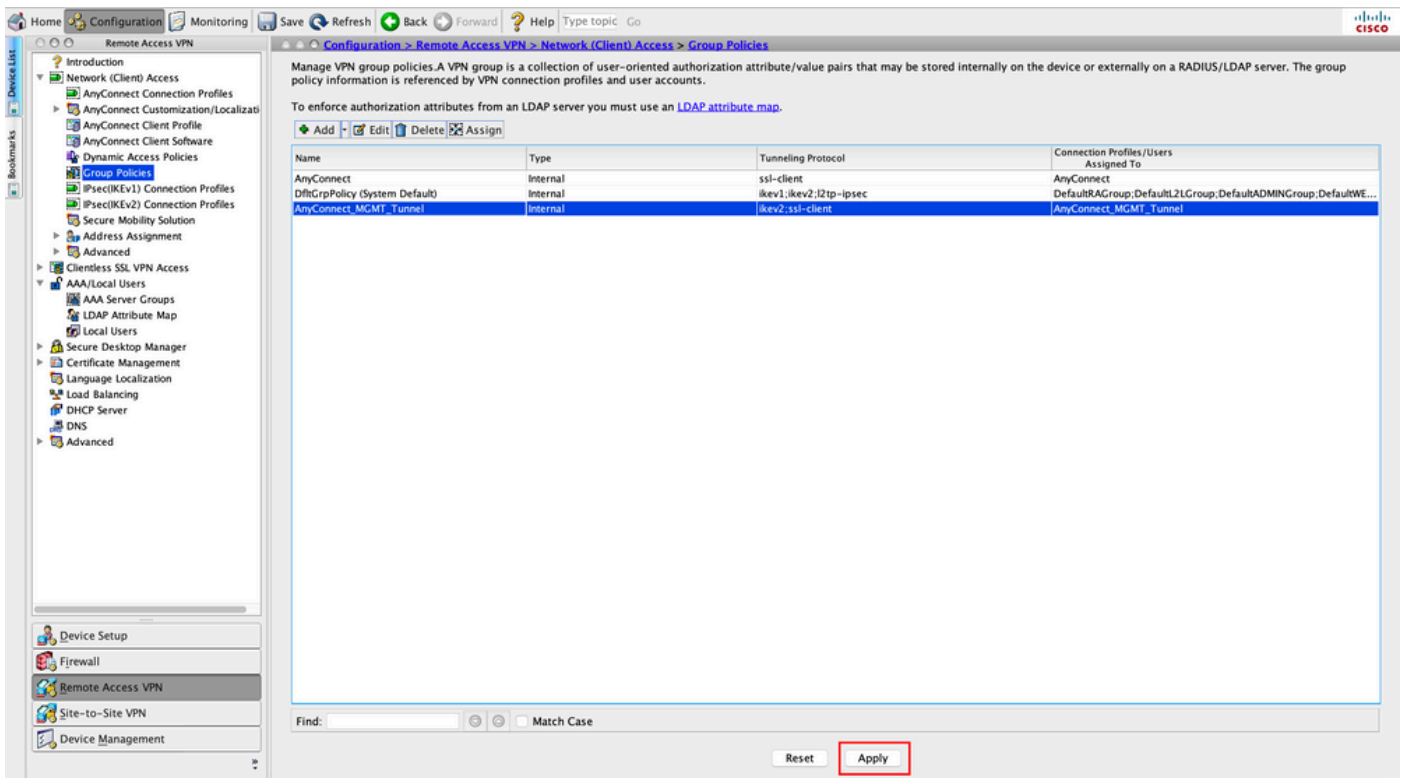 Home Configuration Monitoring Save Refresh Back Forward Help Type topic Go
CISCO
Device List
Bookmarks
Remote Access VPN
Introduction
Network (Client) Access
AnyConnect Connection Profiles
AnyConnect Customization/Localizati
AnyConnect Client Profile
AnyConnect Client Software
Dynamic Access Policies
Group Policies
IPsec(IKEv1) Connection Profiles
IPsec(IKEv2) Connection Profiles
Secure Mobility Solution
Address Assignment
Advanced
Clientless SSL VPN Access
AAA/Local Users
AAA Server Groups
LDAP Attribute Map
Local Users
Secure Desktop Manager
Certificate Management
Language Localization
Load Balancing
DHCP Server
DNS
Advanced
Device Setup
Firewall
Remote Access VPN
Site-to-Site VPN
Device Management
Configuration > Remote Access VPN > Network (Client) Access > Group Policies
Manage VPN group policies.A VPN group is a collection of user-oriented authorization attribute/value pairs that may be stored internally on the device or externally on a RADIUS/LDAP server. The group
policy information is referenced by VPN connection profiles and user accounts.
To enforce authorization attributes from an LDAP server you must use an LDAP attribute map.
Add Edit Delete Assign
Name Type Tunneling Protocol Connection Profiles/Users
Assigned To
AnyConnect Internal ssl-client AnyConnect
DfltGrpPolicy (System Default) Internal ikev1;ikev2;l2tp-ipsec DefaultRAGroup;DefaultL2LGroup;DefaultADMINGroup;DefaultWE...
AnyConnect_MGMT_Tunnel Internal ikev2;ssl-client AnyConnect_MGMT_Tunnel
Find: Match Case
Reset Apply